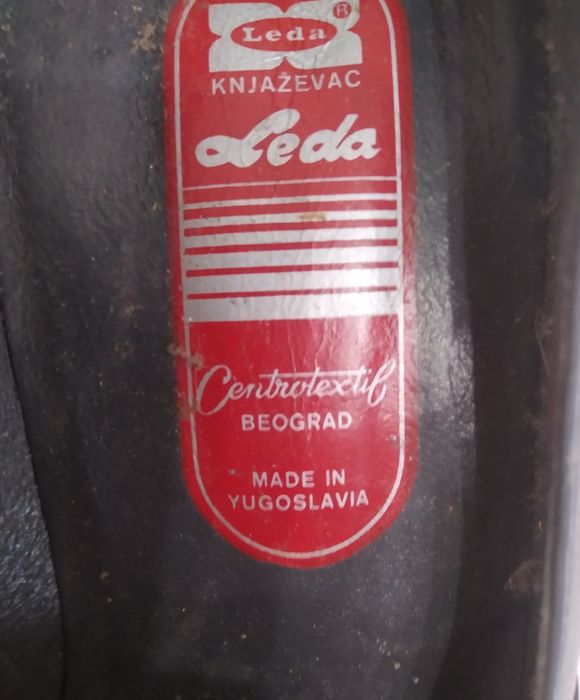 Leda ®
KNJAŽEVAC
Leda
Centrotextil
BEOGRAD
MADE IN
YUGOSLAVIA